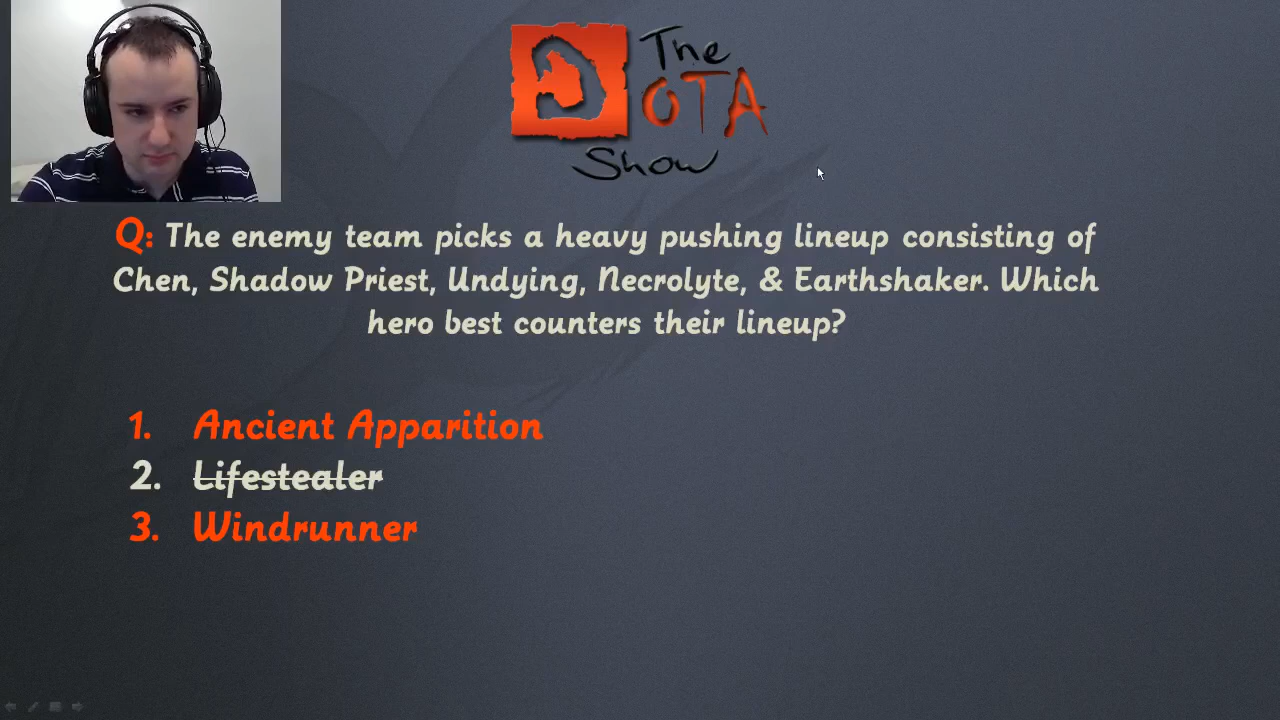 The
OTA
Show
Q: The enemy team picks a heavy pushing lineup consisting of
Chen, Shadow Priest, Undying, Necrolyte, & Earthshaker. Which
hero best counters their lineup?
1. Ancient Apparition
2. Lifestealer
3. Windrunner